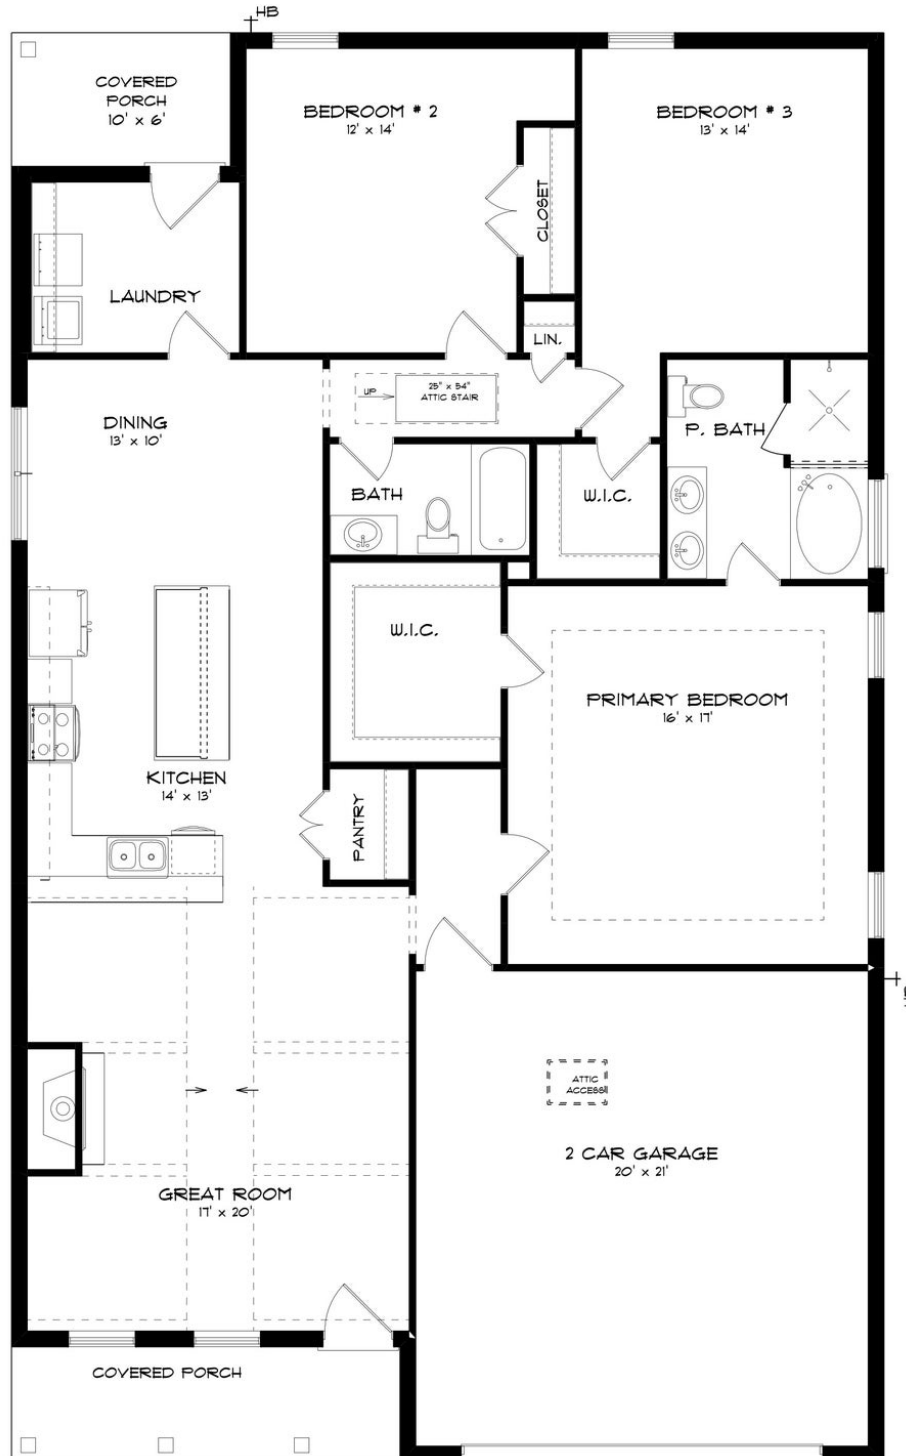 HB
COVERED
PORCH
10' x 6'
BEDROOM # 2
12' x 14'
BEDROOM # 3
13' x 14'
CLOSET
LAUNDRY
LIN.
UP
25" x 54"
ATTIC STAIR
DINING
13' x 10'
P. BATH
BATH
W.I.C.
W.I.C.
PRIMARY BEDROOM
16' x 17'
KITCHEN
14' x 13'
PANTRY
ATTIC
ACCESS
2 CAR GARAGE
20' x 21'
GREAT ROOM
17' x 20'
COVERED PORCH